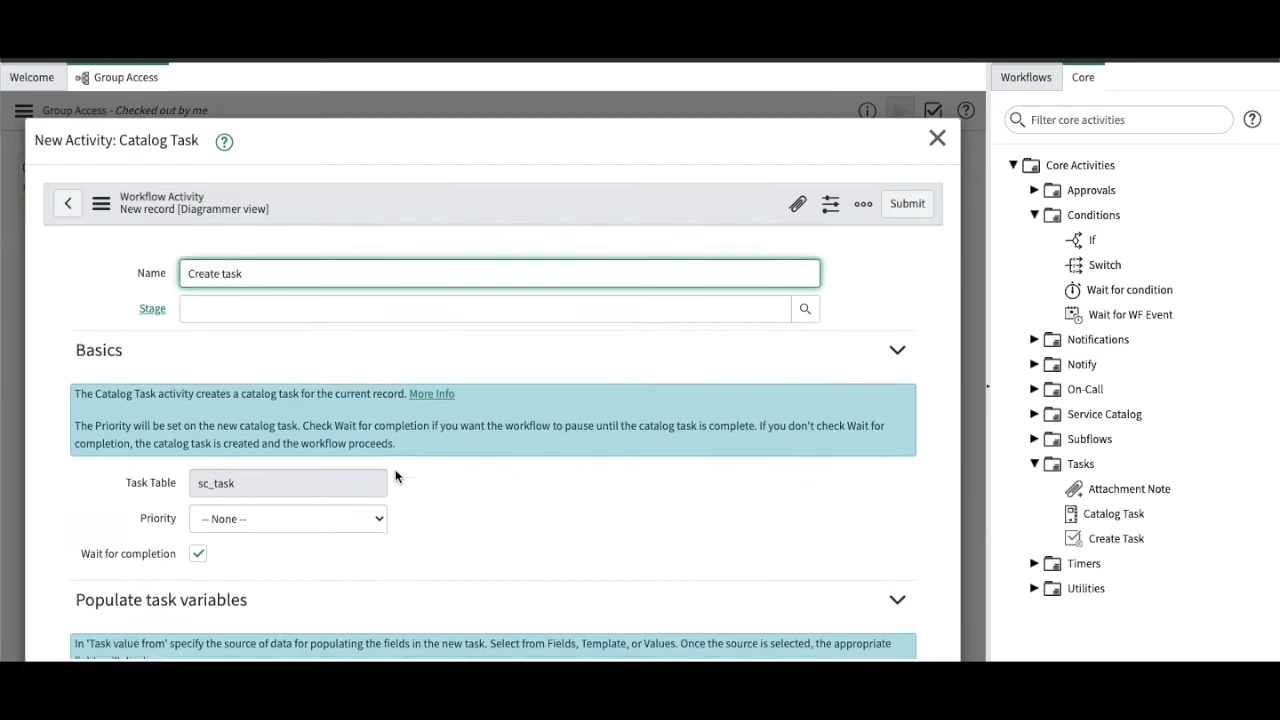 Welcome
Group Access
Workflows
Core
Group Access - Checked out by me
Filter core activities
New Activity: Catalog Task
Workflow Activity
New record [Diagrammer view]
Submit
Name
Create task
Stage
Basics
The Catalog Task activity creates a catalog task for the current record. More Info
The Priority will be set on the new catalog task. Check Wait for completion if you want the workflow to pause until the catalog task is complete. If you don't check Wait for
completion, the catalog task is created and the workflow proceeds.
Task Table
sc_task
Priority
-- None --
Wait for completion
Populate task variables
In 'Task value from' specify the source of data for populating the fields in the new task. Select from Fields, Template, or Values. Once the source is selected, the appropriate
Core Activities
Approvals
Conditions
If
Switch
Wait for condition
Wait for WF Event
Notifications
Notify
On-Call
Service Catalog
Subflows
Tasks
Attachment Note
Catalog Task
Create Task
Timers
Utilities